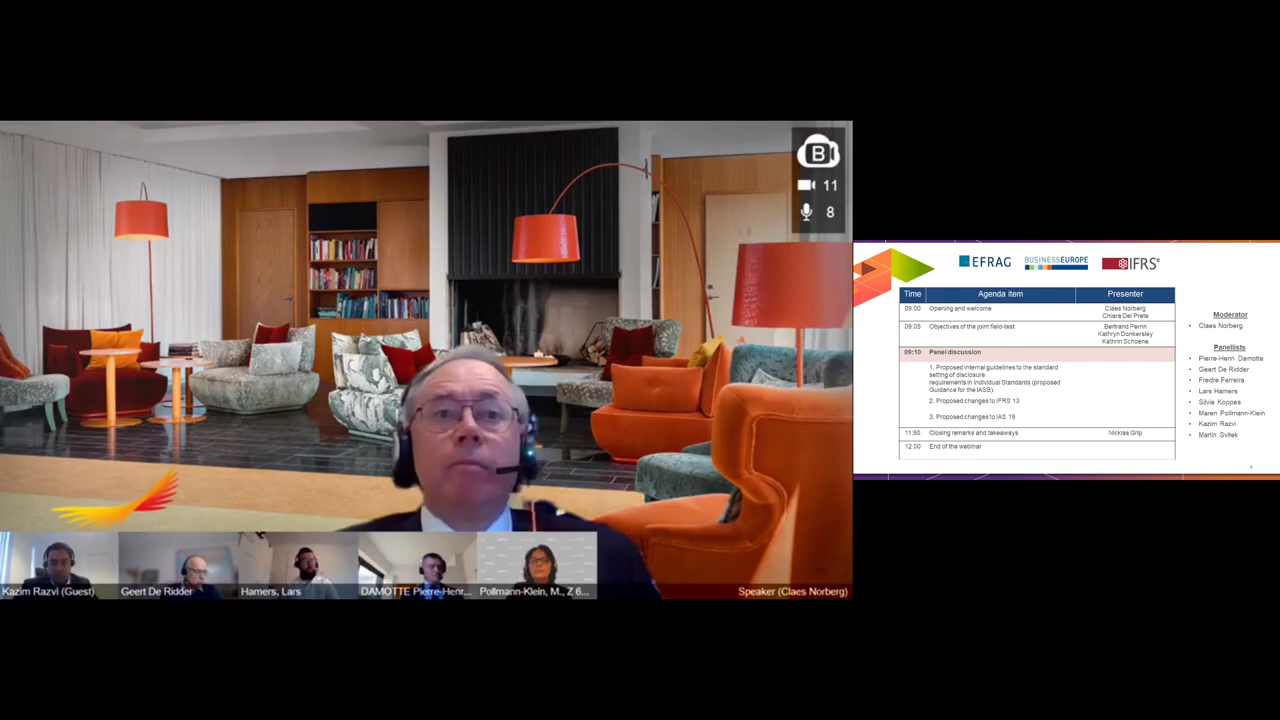 B
11
8
Kazim Razvi (Guest)
Geert De Ridder
Hamers, Lars
DAMOTTE Pierre-Henr...
Pollmann-Klein, M., Z 6...
Speaker (Claes Norberg)
EFRAG
BUSINESSEUROPE
IFRS®
Time Agenda item Presenter
09:00 Opening and welcome Claes Norberg
Chiara Del Prete
09:05 Objectives of the joint field-test Bertrand Perrin
Kathryn Donkersley
Kathrin Schoene
09:10 Panel discussion
1. Proposed internal guidelines to the standard
setting of disclosure
requirements in individual Standards (proposed
Guidance for the IASB).
2. Proposed changes to IFRS 13
3. Proposed changes to IAS 19
11:50 Closing remarks and takeaways Nicklas Grip
12:00 End of the webinar
Moderator
• Claes Norberg
Panellists
• Pierre-Henri Damotte
• Geert De Ridder
• Fredre Ferreira
• Lars Hamers
• Silvie Koppes
• Maren Pollmann-Klein
• Kazim Razvi
• Martin Svitek